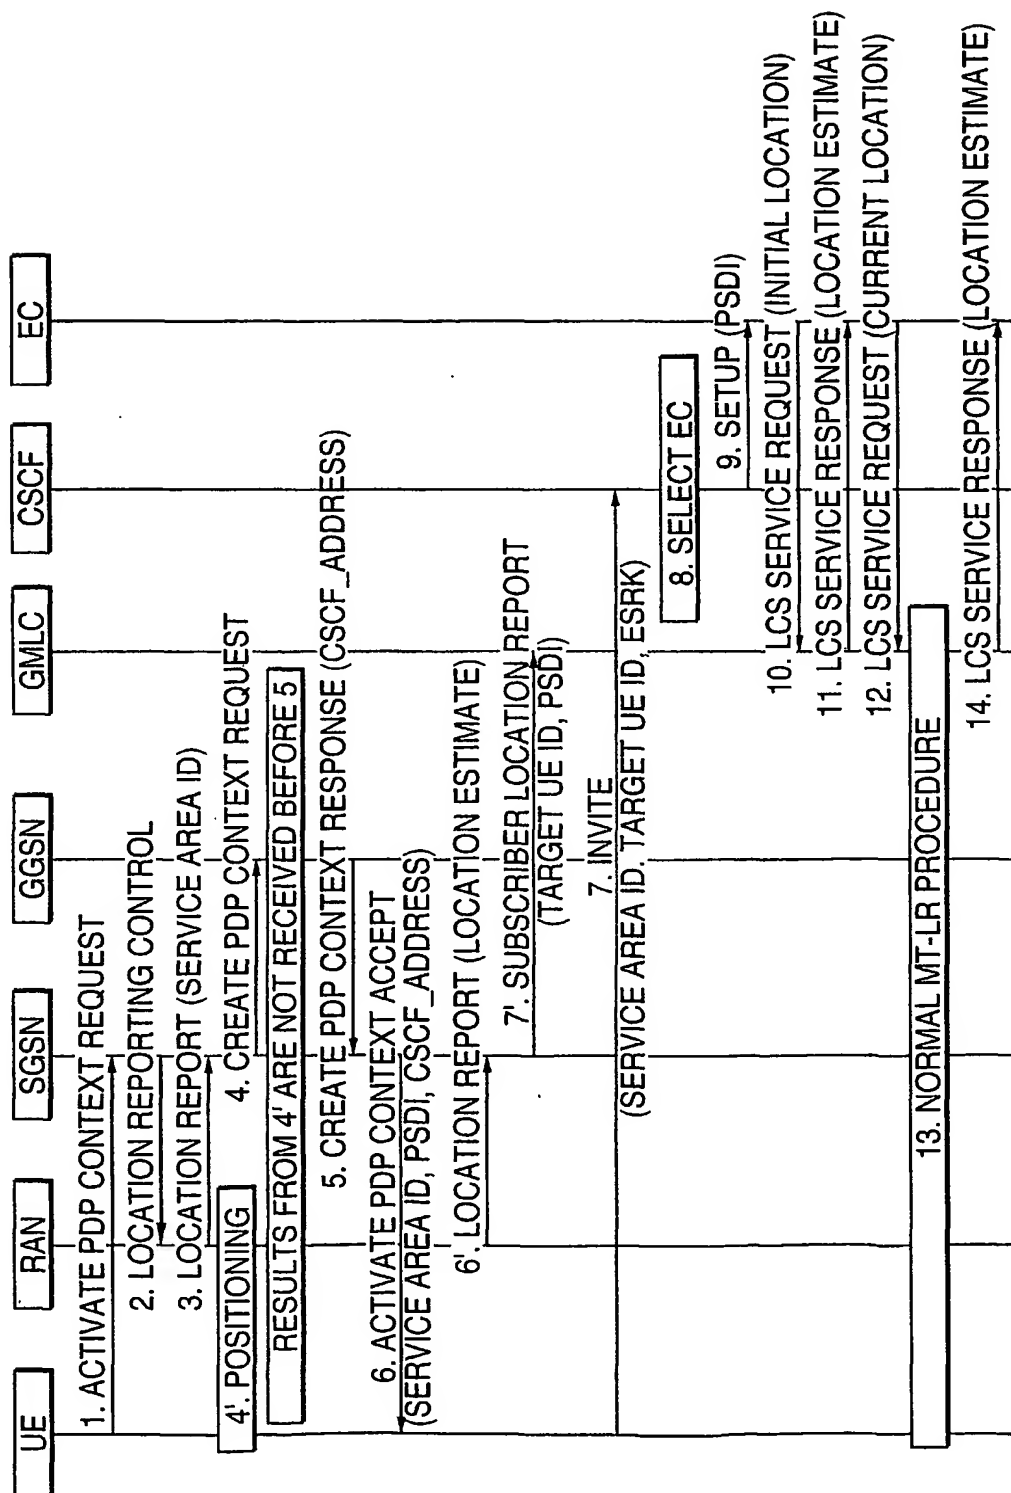 UE
RAN
SGSN
GGSN
GMLC
CSCF
EC
1. ACTIVATE PDP CONTEXT REQUEST
2. LOCATION REPORTING CONTROL
3. LOCATION REPORT (SERVICE AREA ID)
4'. POSITIONING
4. CREATE PDP CONTEXT REQUEST
RESULTS FROM 4' ARE NOT RECEIVED BEFORE 5
5. CREATE PDP CONTEXT RESPONSE (CSCF_ADDRESS)
6. ACTIVATE PDP CONTEXT ACCEPT
(SERVICE AREA ID, PSDI, CSCF_ADDRESS)
6'. LOCATION REPORT (LOCATION ESTIMATE)
7'. SUBSCRIBER LOCATION REPORT
(TARGET UE ID, PSDI)
7. INVITE
(SERVICE AREA ID. TARGET UE ID, ESRK)
8. SELECT EC
9. SETUP (PSDI)
10. LCS SERVICE REQUEST (INITIAL LOCATION)
11. LCS SERVICE RESPONSE (LOCATION ESTIMATE)
12. LCS SERVICE REQUEST (CURRENT LOCATION)
13. NORMAL MT-LR PROCEDURE
14. LCS SERVICE RESPONSE (LOCATION ESTIMATE)